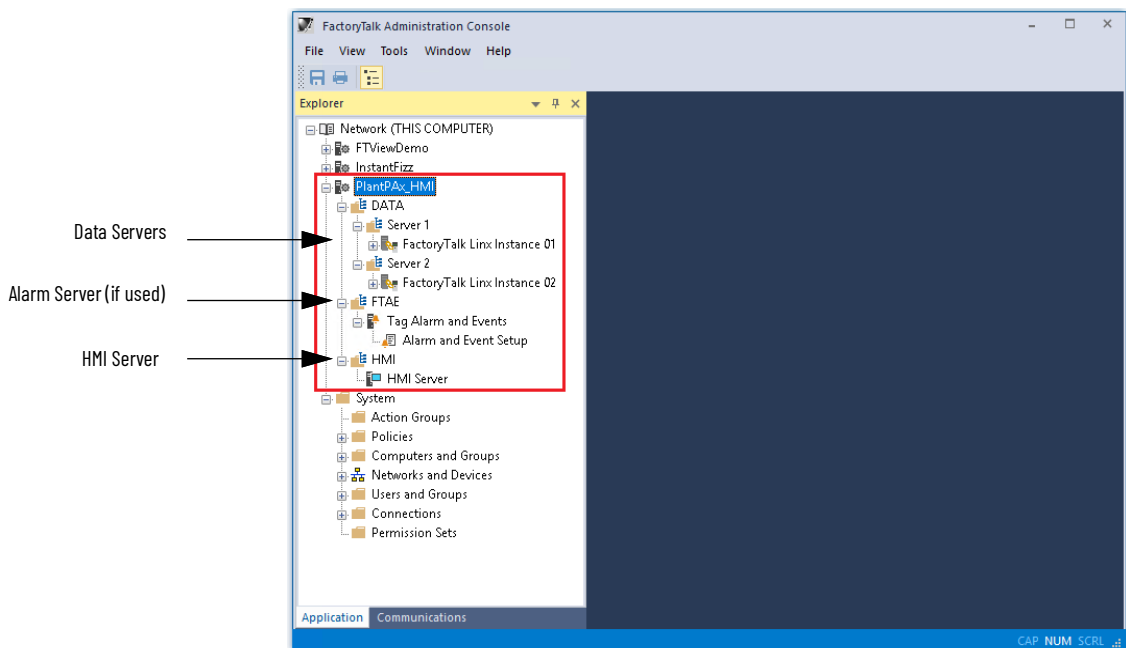 FactoryTalk Administration Console
File View Tools Window Help
Explorer
Network (THIS COMPUTER)
FTViewDemo
InstantFizz
PlantPAx_HMI
DATA
Server 1
Data Servers
FactoryTalk Linx Instance 01
Server 2
FactoryTalk Linx Instance 02
Alarm Server (if used)
FTAE
Tag Alarm and Events
Alarm and Event Setup
HMI Server
HMI
HMI Server
System
Action Groups
Policies
Computers and Groups
Networks and Devices
Users and Groups
Connections
Permission Sets
Application Communications
CAP NUM SCRL